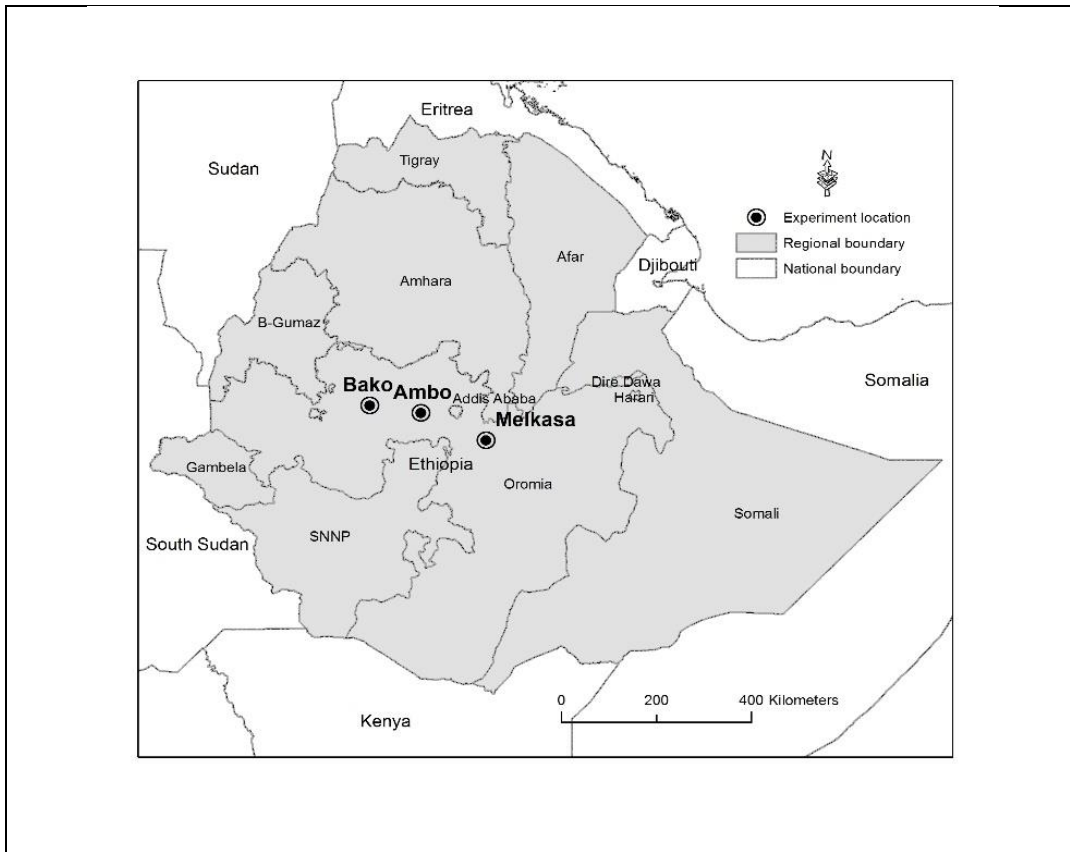 Eritrea
Tigray
Sudan
N
Experiment location
Regional boundary
National boundary
Afar
Djibouti
Amhara
B-Gumaz
Bako
Ambo
Addis Ababa
Dire Dawa
Harari
Somalia
Melkasa
Ethiopia
Gambela
Oromia
Somali
SNNP
South Sudan
0 200 400 Kilometers
Kenya